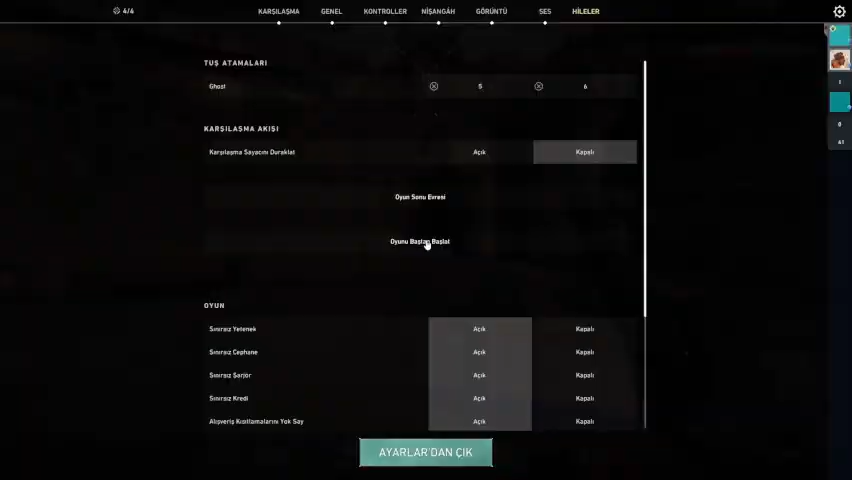 4/4
KARŞILAŞMA GENEL KONTROLLER NİŞANGÂH GÖRÜNTÜ SES HİLELER
TUŞ ATAMALARI
Ghost 5 6
KARŞILAŞMA AKIŞI
Karşılaşma Sayacını Duraklat Açık Kapalı
Oyun Sonu Evresi
Oyunu Baştan Başlat
OYUN
Sınırsız Yetenek Açık Kapalı
Sınırsız Cephane Açık Kapalı
Sınırsız Şarjör Açık Kapalı
Sınırsız Kredi Açık Kapalı
Alışveriş Kısıtlamalarını Yok Say Açık Kapalı
AYARLAR'DAN ÇIK